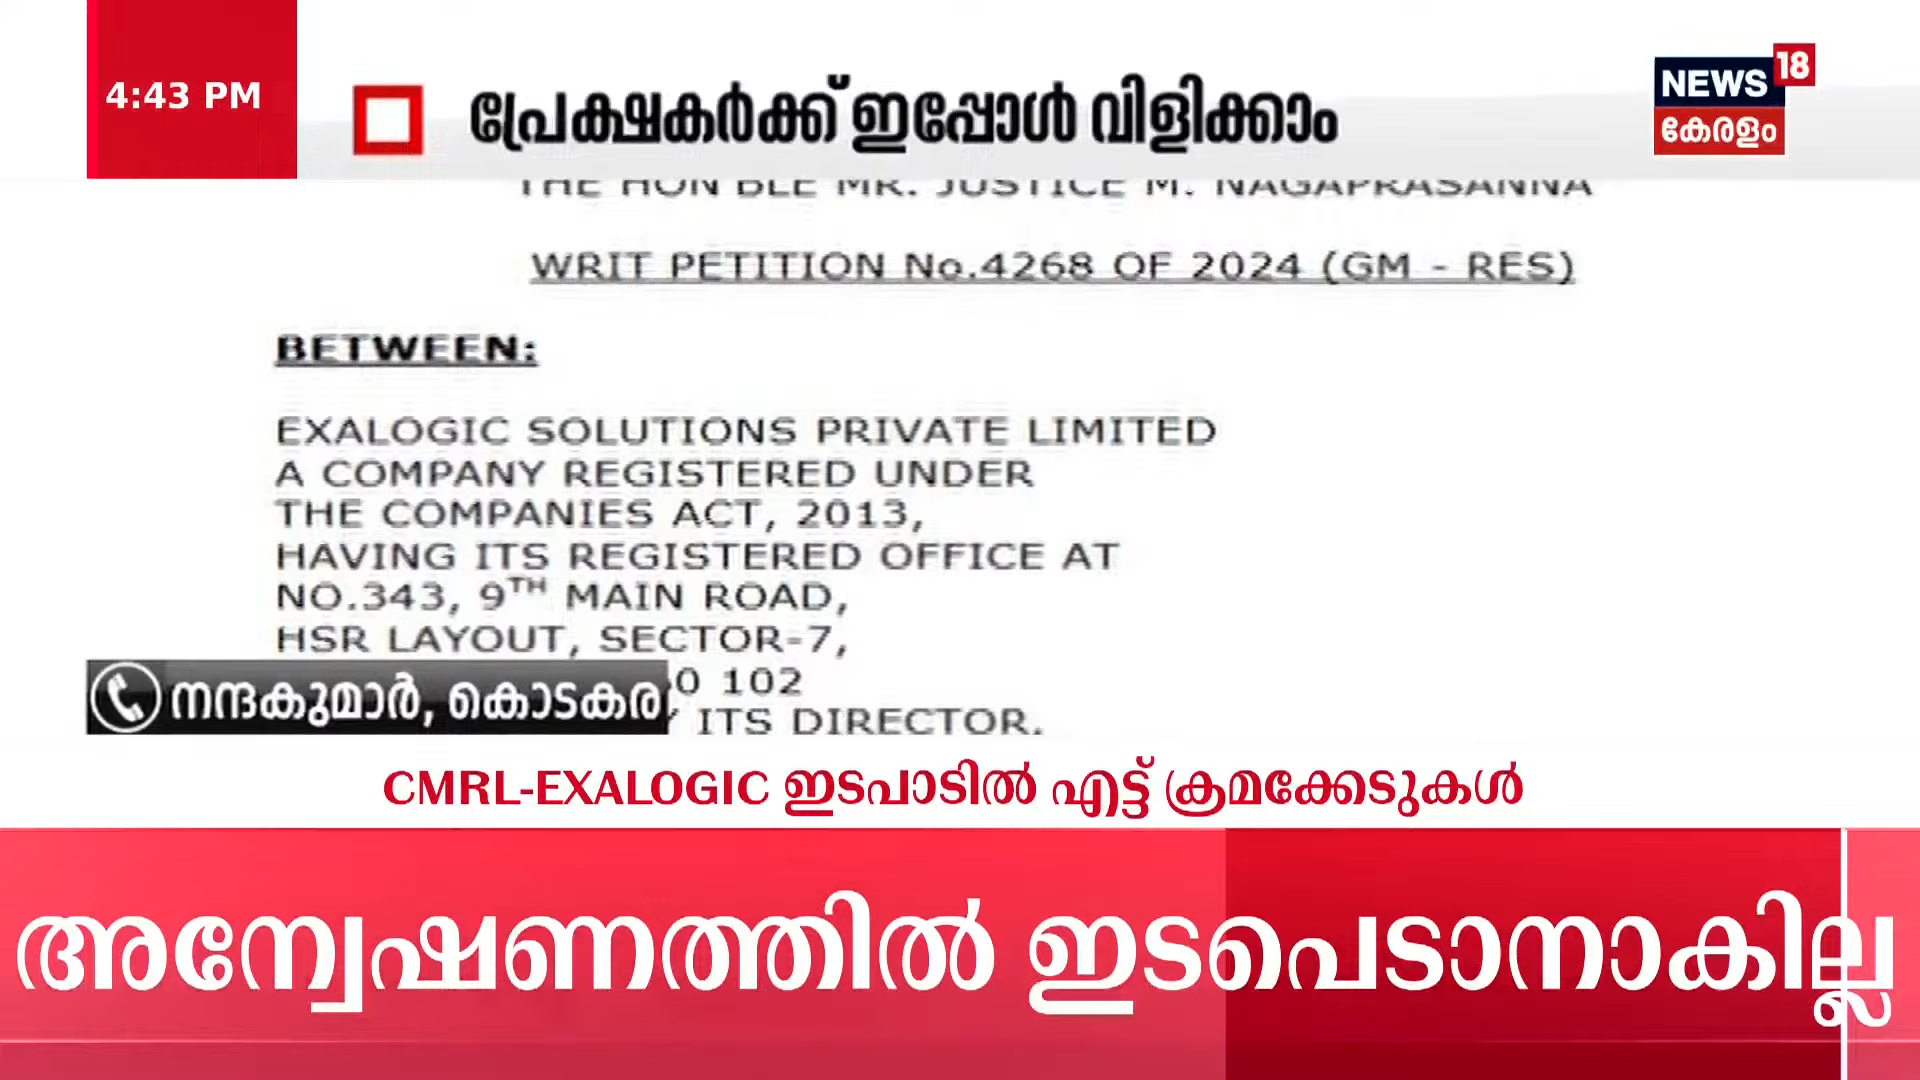 4:43 PM
പ്രേക്ഷകർക്ക് ഇപ്പോൾ വിളിക്കാം
NEWS 18
കേരളം
THE HON'BLE MR. JUSTICE M. NAGAPRASANNA
WRIT PETITION No.4268 OF 2024 (GM - RES)
BETWEEN:
EXALOGIC SOLUTIONS PRIVATE LIMITED
A COMPANY REGISTERED UNDER
THE COMPANIES ACT, 2013,
HAVING ITS REGISTERED OFFICE AT
NO.343, 9TH MAIN ROAD,
HSR LAYOUT, SECTOR-7,
0 102
ITS DIRECTOR.
നന്ദകുമാർ, കൊടകര
CMRL-EXALOGIC ഇടപാടിൽ എട്ട് ക്രമക്കേടുകൾ
അന്വേഷണത്തിൽ ഇടപെടാനാകില്ല